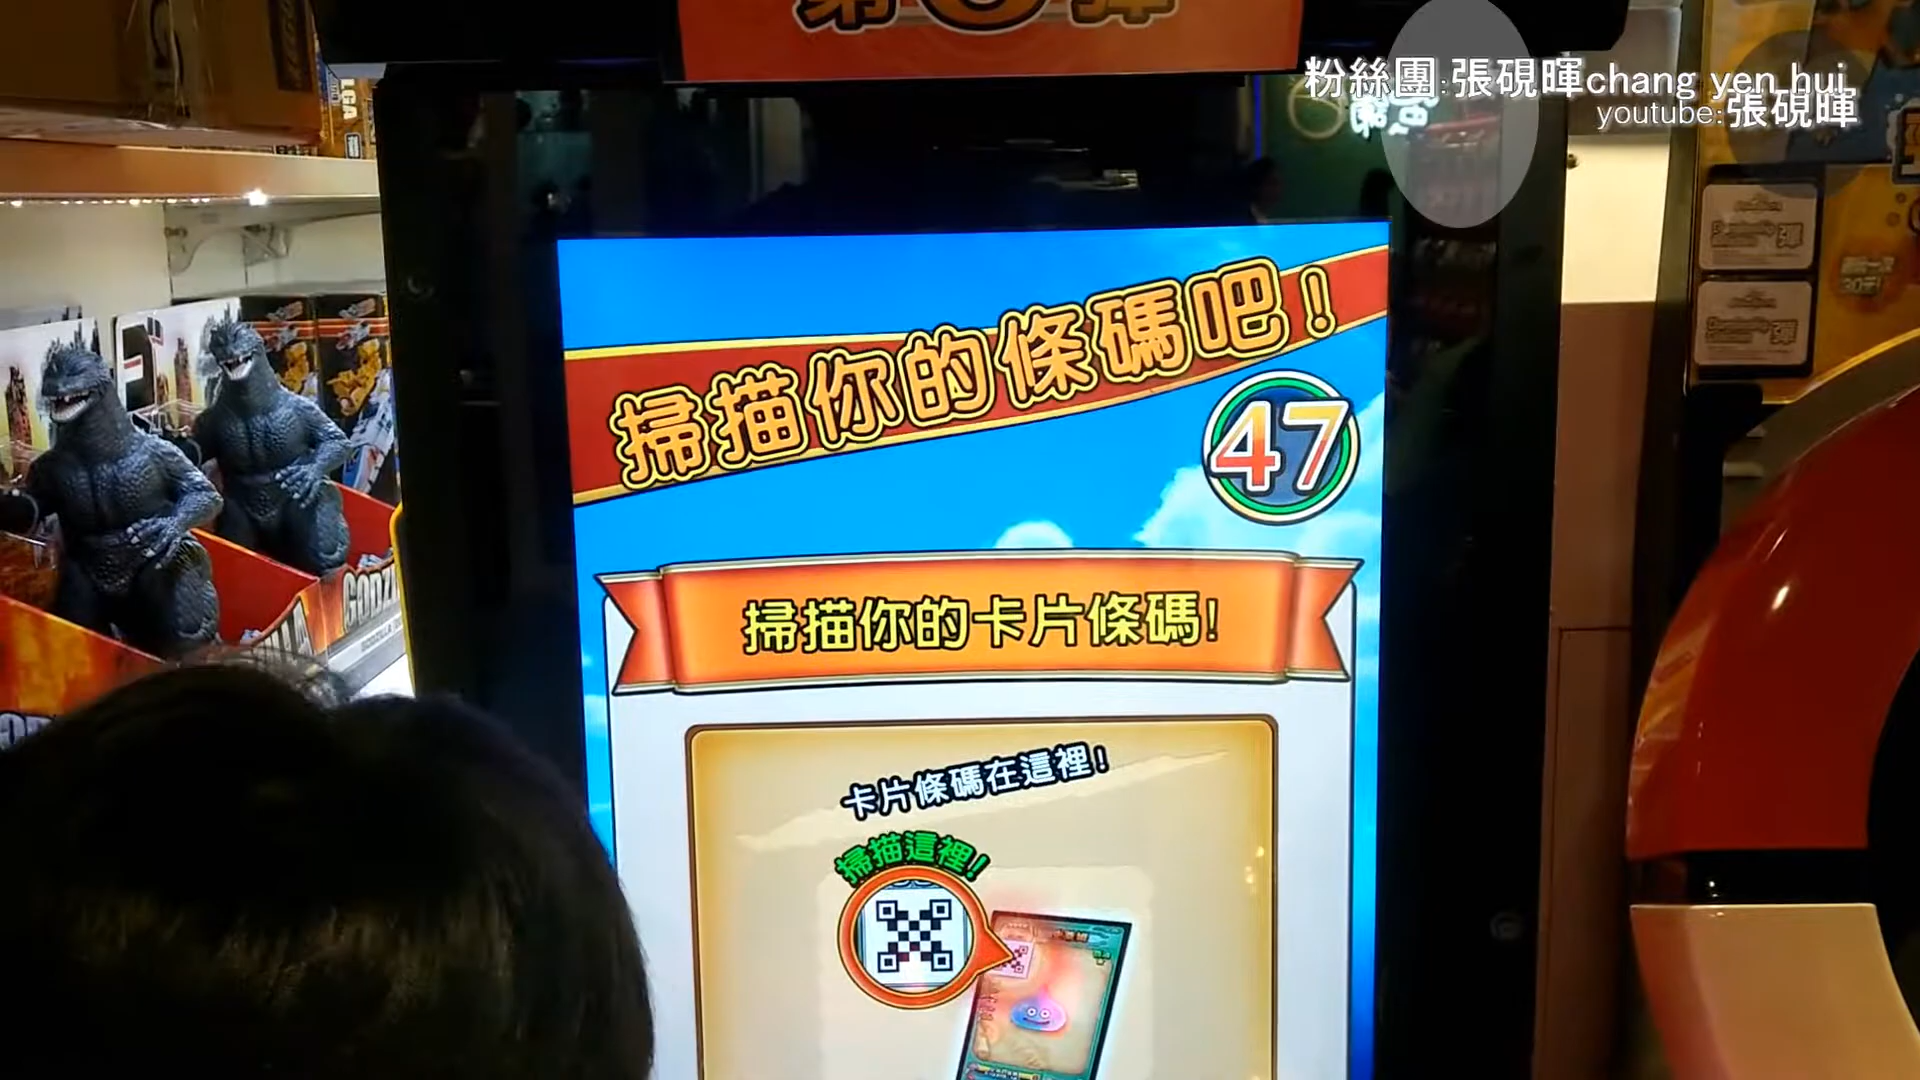 粉絲團:張硯暉chang yen hui
youtube:張硯暉
掃描你的條碼吧!
47
掃描你的卡片條碼!
卡片條碼在這裡!
掃描這裡!